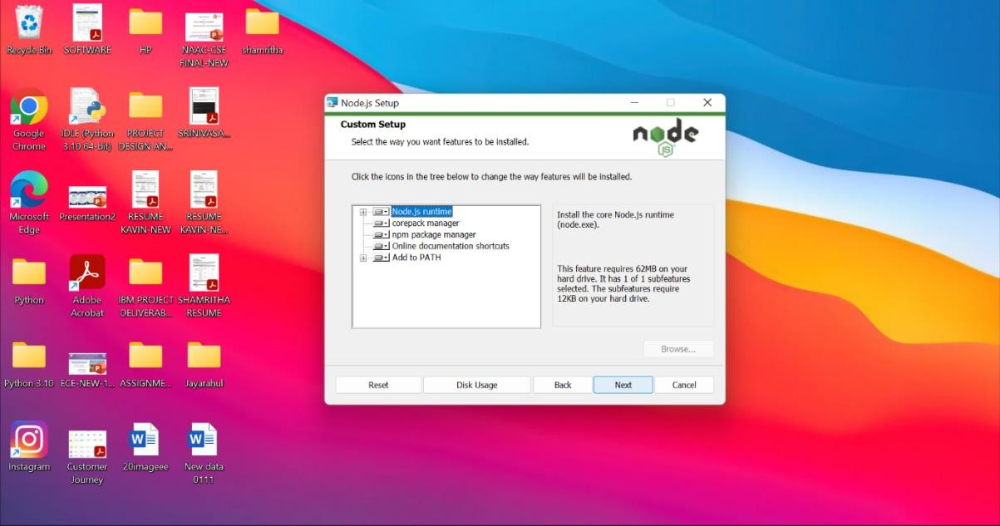 Recycle Bin
SOFTWARE
HP
NAAC-CSE
FINAL-NEW
shamritha
Google
Chrome
IDLE (Python
3.10 64-bit)
PROJECT
DESIGN AN...
SRINIVASA...
Microsoft
Edge
Presentation2
RESUME
KAVIN-NEW
RESUME
KAVIN-NE...
Python
Adobe
Acrobat
IBM PROJECT
DELIVERAB...
SHAMRITHA
RESUME
Python 3.10
ECE-NEW-1...
ASSIGNME...
Jayarahul
Instagram
Customer
Journey
20imageee
New data
0111
Node.js Setup
Custom Setup
Select the way you want features to be installed.
node
JS
Click the icons in the tree below to change the way features will be installed.
Node.js runtime
corepack manager
npm package manager
Online documentation shortcuts
Add to PATH
Install the core Node.js runtime
(node.exe).
This feature requires 62MB on your
hard drive. It has 1 of 1 subfeatures
selected. The subfeatures require
12KB on your hard drive.
Browse...
Reset
Disk Usage
Back
Next
Cancel